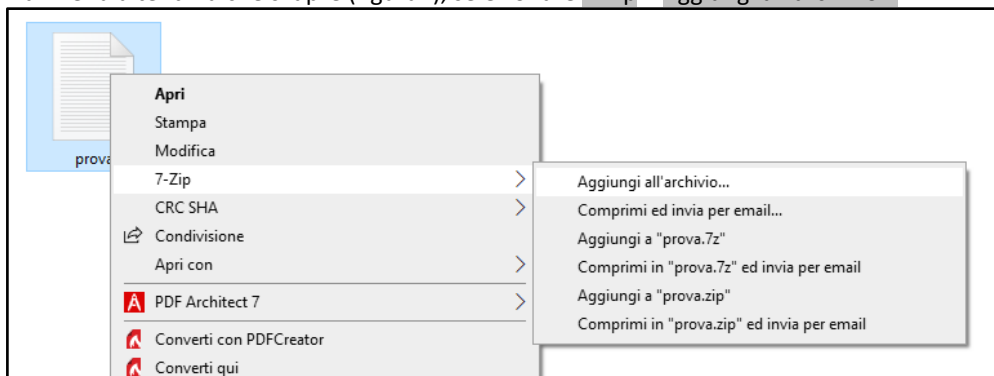 prova
Apri
Stampa
Modifica
7-Zip
CRC SHA
Condivisione
Apri con
PDF Architect 7
Converti con PDFCreator
Converti qui
Aggiungi all'archivio...
Comprimi ed invia per email...
Aggiungi a "prova.7z"
Comprimi in "prova.7z" ed invia per email
Aggiungi a "prova.zip"
Comprimi in "prova.zip" ed invia per email